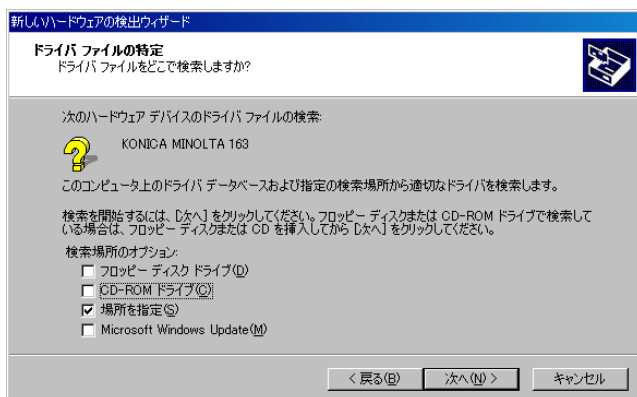 新しいハードウェアの検出ウィザード
ドライバ ファイルの特定
ドライバ ファイルをどこで検索しますか?
次のハードウェア デバイスのドライバ ファイルの検索:
KONICA MINOLTA 163
このコンピュータ上のドライバ データベースおよび指定の検索場所から適切なドライバを検索します。
検索を開始するには、[次へ] をクリックしてください。フロッピー ディスクまたは CD-ROM ドライブで検索して
いる場合は、フロッピー ディスクまたは CD を挿入してから [次へ] をクリックしてください。
検索場所のオプション:
フロッピー ディスク ドライブ(D)
CD-ROM ドライブ(C)
場所を指定(S)
Microsoft Windows Update(M)
< 戻る(B) 次へ(N) > キャンセル